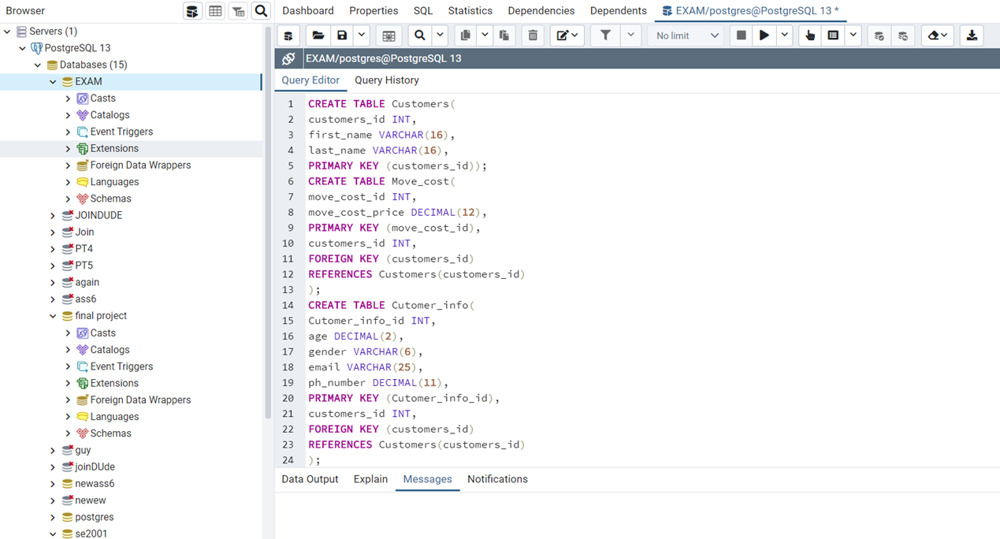 Browser
Servers (1)
PostgreSQL 13
Databases (15)
EXAM
Casts
Catalogs
Event Triggers
Extensions
Foreign Data Wrappers
Languages
Schemas
JOINDUDE
Join
PT4
PT5
again
ass6
final project
Casts
Catalogs
Event Triggers
Extensions
Foreign Data Wrappers
Languages
Schemas
guy
joinDUde
newass6
newew
postgres
se2001
Dashboard Properties SQL Statistics Dependencies Dependents EXAM/postgres@PostgreSQL 13 *
No limit
EXAM/postgres@PostgreSQL 13
Query Editor Query History
1 CREATE TABLE Customers(
2 customers_id INT,
3 first_name VARCHAR(16),
4 last_name VARCHAR(16),
5 PRIMARY KEY (customers_id));
6 CREATE TABLE Move_cost(
7 move_cost_id INT,
8 move_cost_price DECIMAL(12),
9 PRIMARY KEY (move_cost_id),
10 customers_id INT,
11 FOREIGN KEY (customers_id)
12 REFERENCES Customers(customers_id)
13 );
14 CREATE TABLE Cutomer_info(
15 Cutomer_info_id INT,
16 age DECIMAL(2),
17 gender VARCHAR(6),
18 email VARCHAR(25),
19 ph_number DECIMAL(11),
20 PRIMARY KEY (Cutomer_info_id),
21 customers_id INT,
22 FOREIGN KEY (customers_id)
23 REFERENCES Customers(customers_id)
24 );
Data Output Explain Messages Notifications